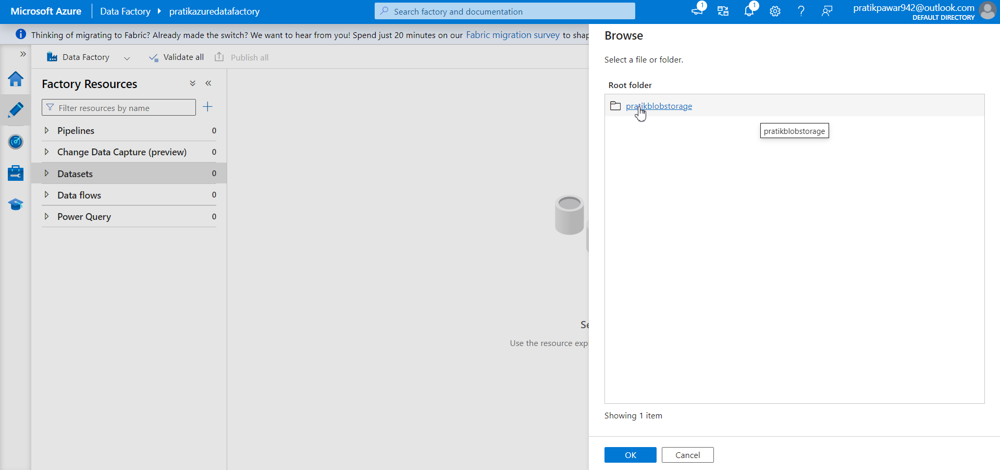 Microsoft Azure
Data Factory
pratikazuredatafactory
Search factory and documentation
1
1
pratikpawar942@outlook.com
DEFAULT DIRECTORY
Thinking of migrating to Fabric? Already made the switch? We want to hear from you! Spend just 20 minutes on our Fabric migration survey to shap
Data Factory
Validate all
Publish all
Factory Resources
Filter resources by name
Pipelines 0
Change Data Capture (preview) 0
Datasets 0
Data flows 0
Power Query 0
Se
Use the resource exp
Browse
Select a file or folder.
Root folder
pratikblobstorage
pratikblobstorage
Showing 1 item
OK
Cancel